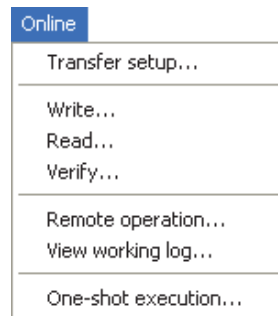 Online
Transfer setup...
Write...
Read...
Verify...
Remote operation...
View working log...
One-shot execution...